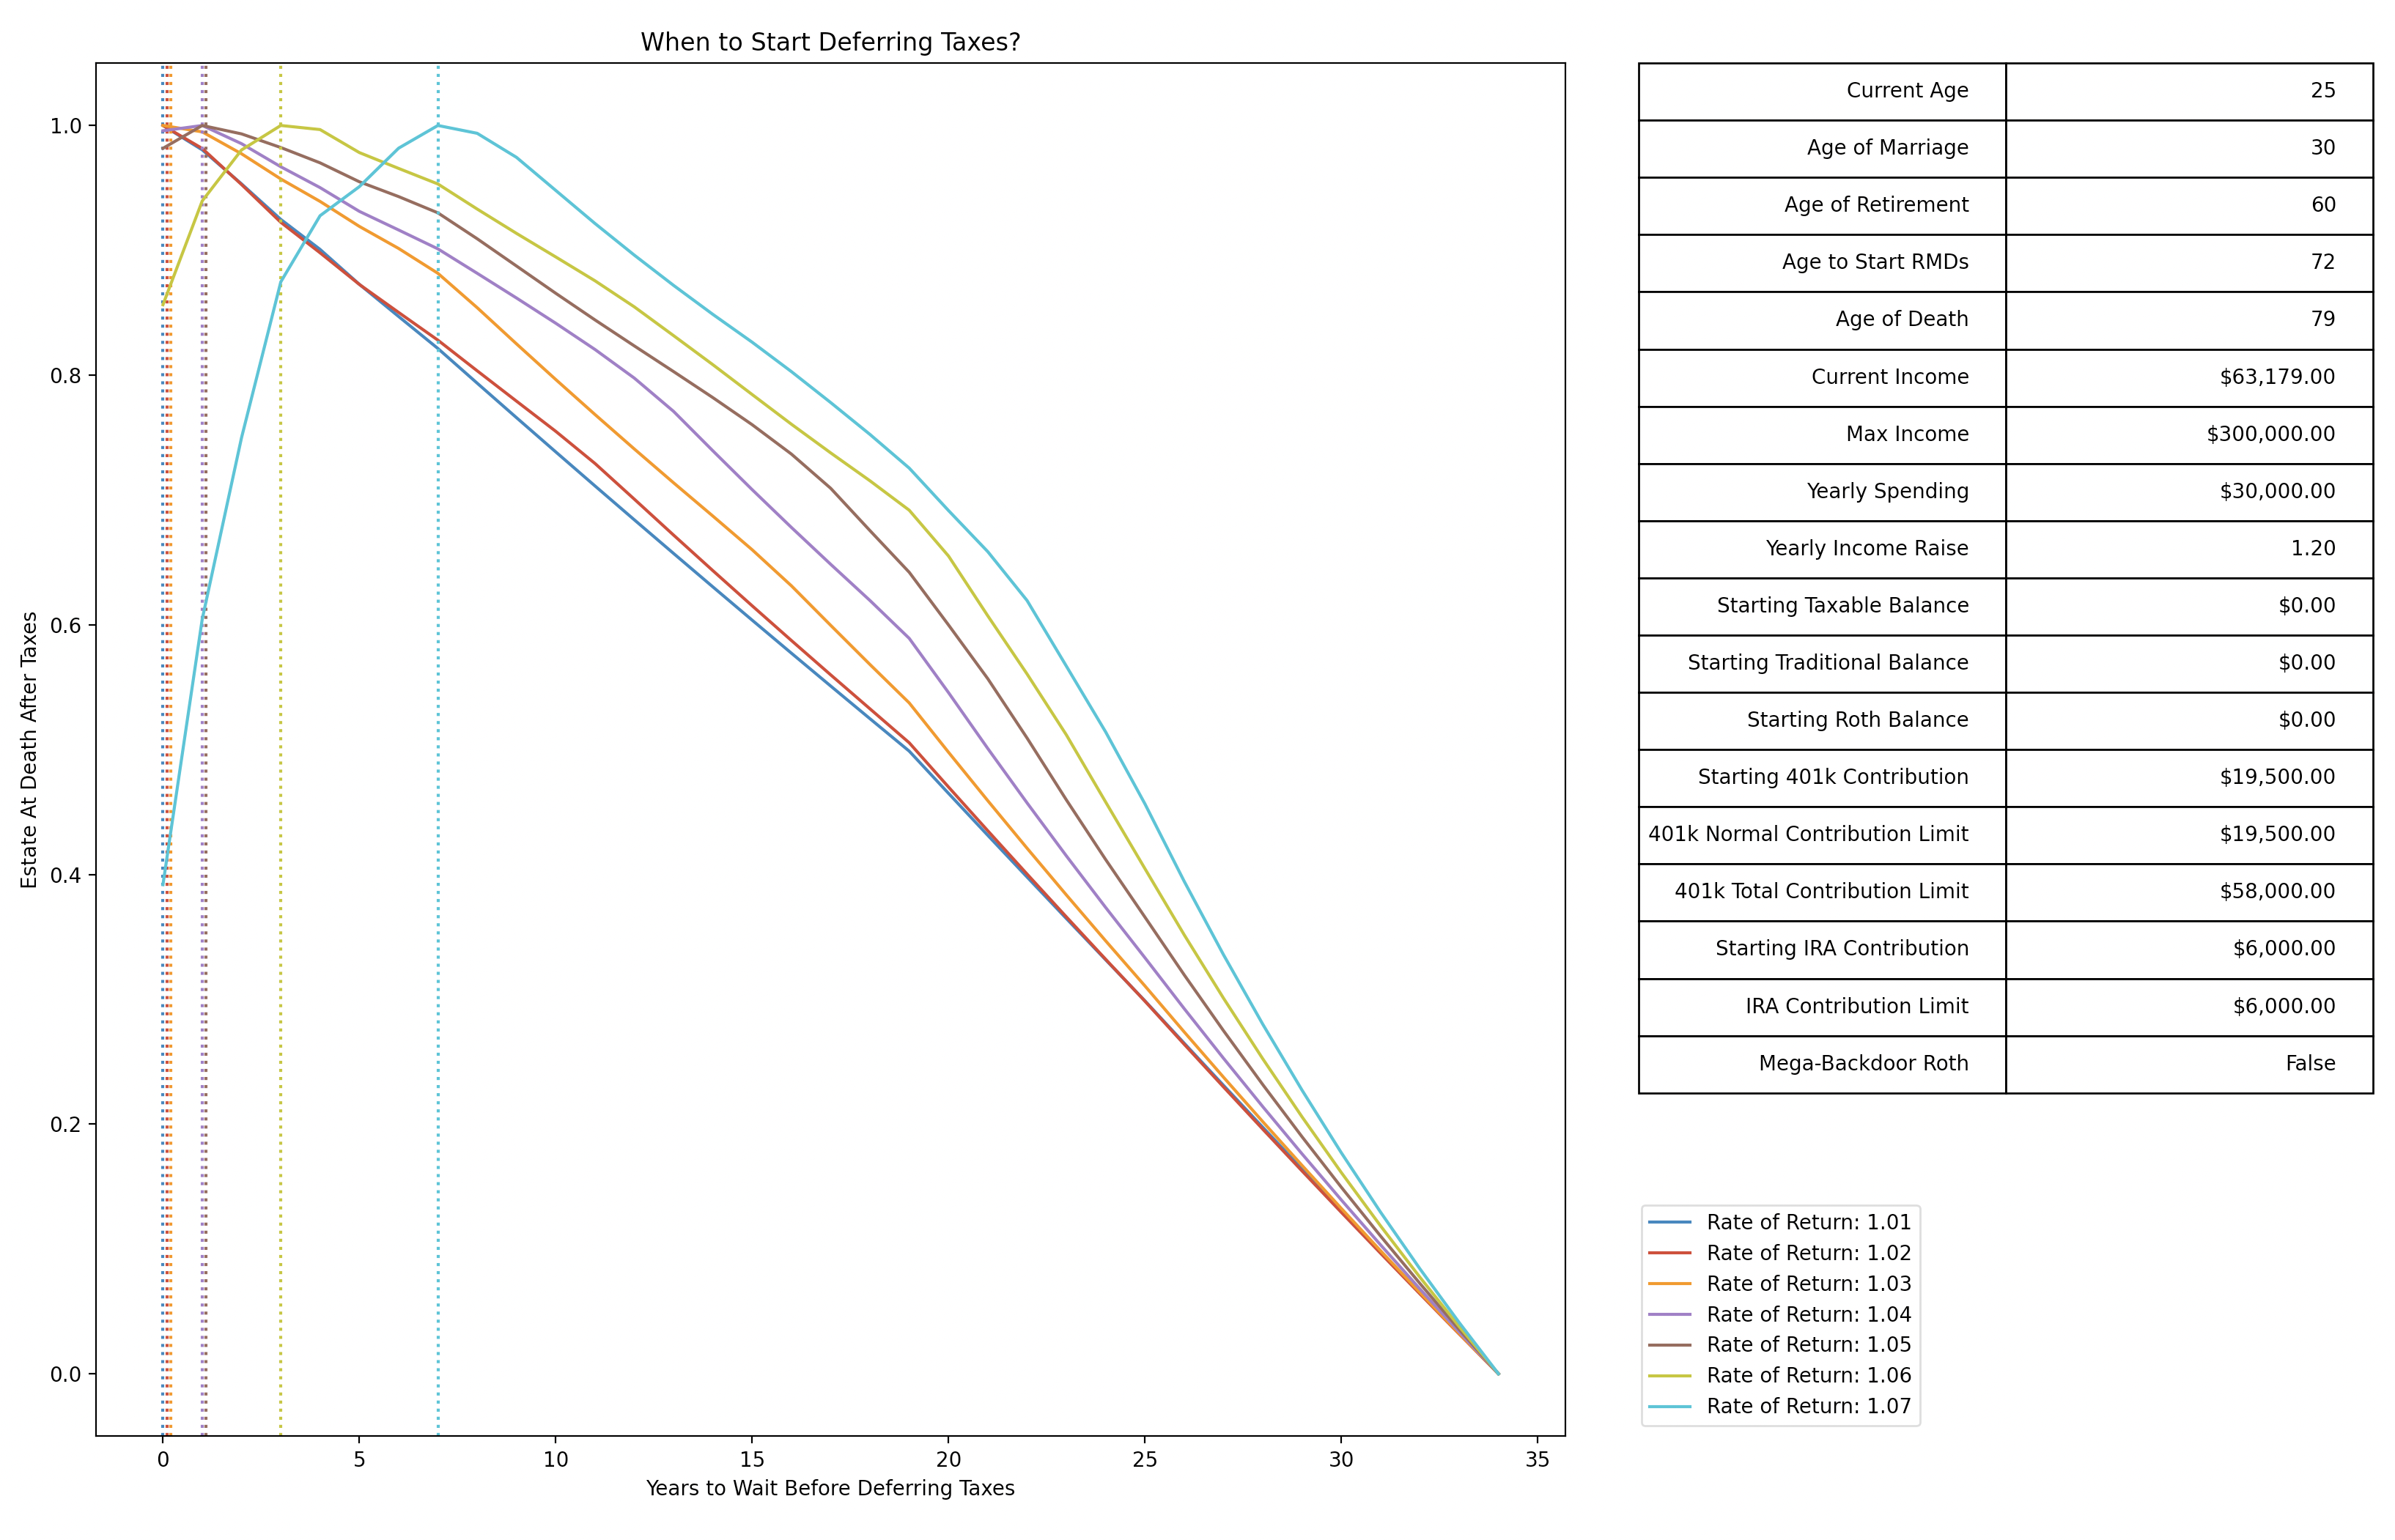 When to Start Deferring Taxes?
Estate At Death After Taxes
1.0
0.8
0.6
0.4
0.2
0.0
0 5 10 15 20 25 30 35
Years to Wait Before Deferring Taxes
Current Age 25
Age of Marriage 30
Age of Retirement 60
Age to Start RMDs 72
Age of Death 79
Current Income $63,179.00
Max Income $300,000.00
Yearly Spending $30,000.00
Yearly Income Raise 1.20
Starting Taxable Balance $0.00
Starting Traditional Balance $0.00
Starting Roth Balance $0.00
Starting 401k Contribution $19,500.00
401k Normal Contribution Limit $19,500.00
401k Total Contribution Limit $58,000.00
Starting IRA Contribution $6,000.00
IRA Contribution Limit $6,000.00
Mega-Backdoor Roth False
Rate of Return: 1.01
Rate of Return: 1.02
Rate of Return: 1.03
Rate of Return: 1.04
Rate of Return: 1.05
Rate of Return: 1.06
Rate of Return: 1.07